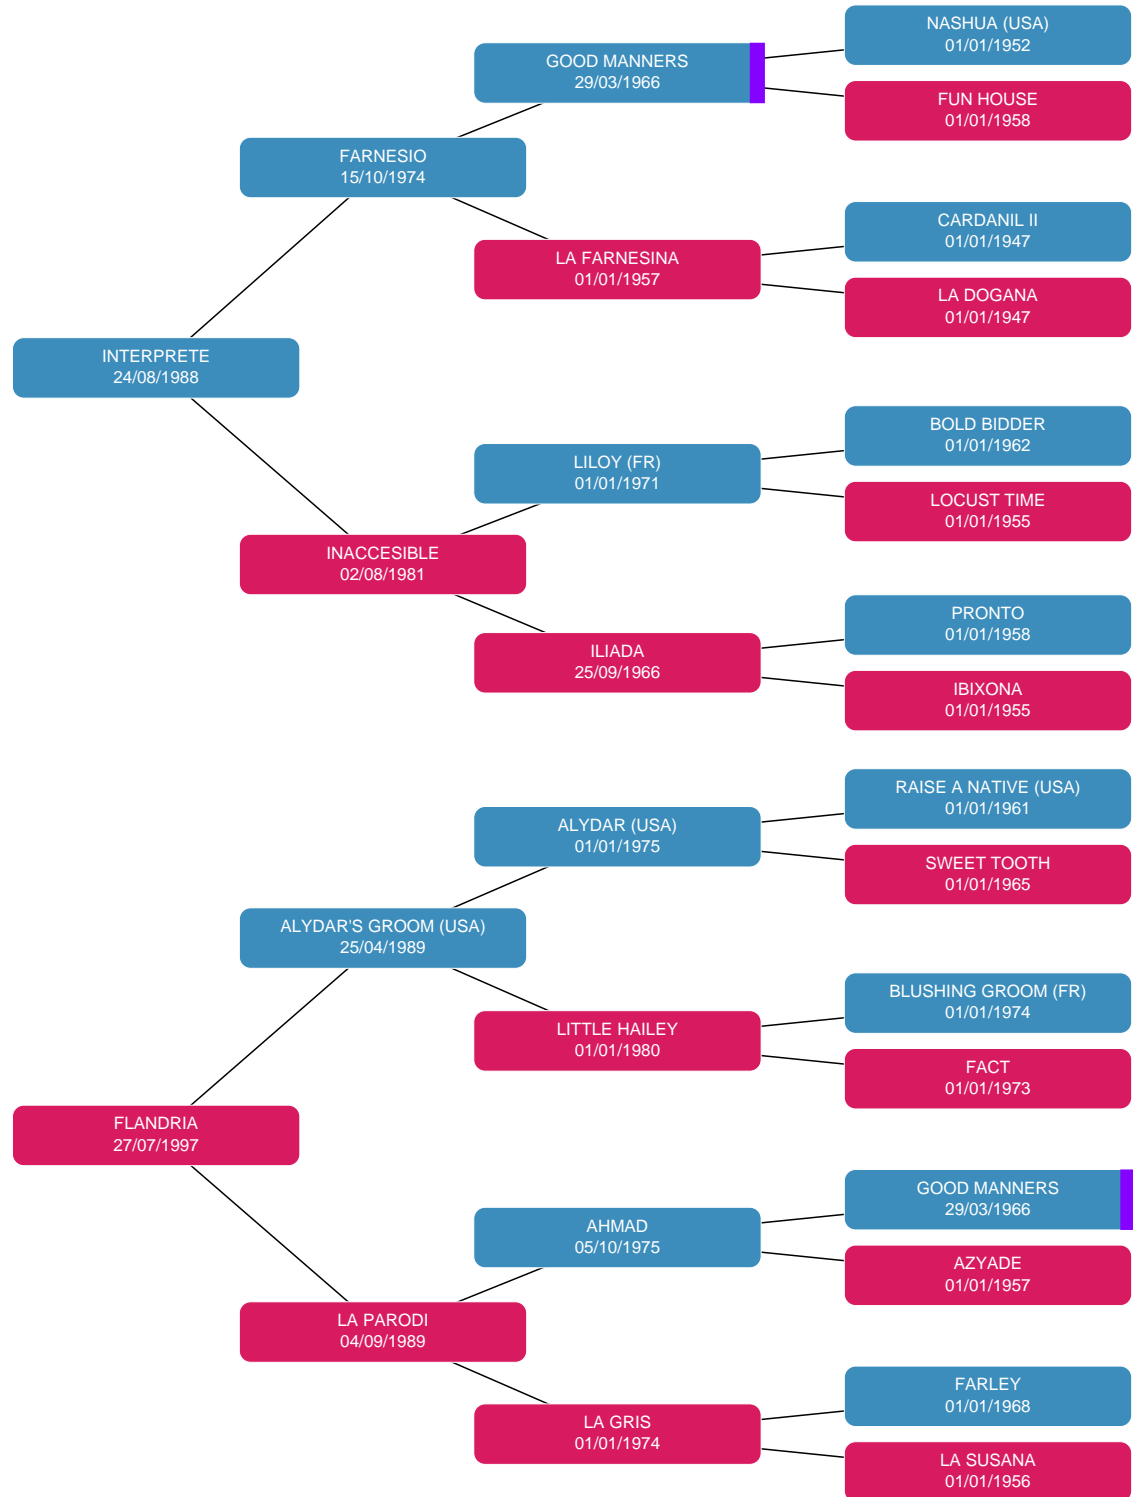 NASHUA (USA)
01/01/1952
GOOD MANNERS
29/03/1966
FUN HOUSE
01/01/1958
FARNESIO
15/10/1974
CARDANIL II
01/01/1947
LA FARNESINA
01/01/1957
LA DOGANA
01/01/1947
INTERPRETE
24/08/1988
BOLD BIDDER
01/01/1962
LILOY (FR)
01/01/1971
LOCUST TIME
01/01/1955
INACCESIBLE
02/08/1981
PRONTO
01/01/1958
ILIADA
25/09/1966
IBIXONA
01/01/1955
RAISE A NATIVE (USA)
01/01/1961
ALYDAR (USA)
01/01/1975
SWEET TOOTH
01/01/1965
ALYDAR'S GROOM (USA)
25/04/1989
BLUSHING GROOM (FR)
01/01/1974
LITTLE HAILEY
01/01/1980
FACT
01/01/1973
FLANDRIA
27/07/1997
GOOD MANNERS
29/03/1966
AHMAD
05/10/1975
AZYADE
01/01/1957
LA PARODI
04/09/1989
FARLEY
01/01/1968
LA GRIS
01/01/1974
LA SUSANA
01/01/1956